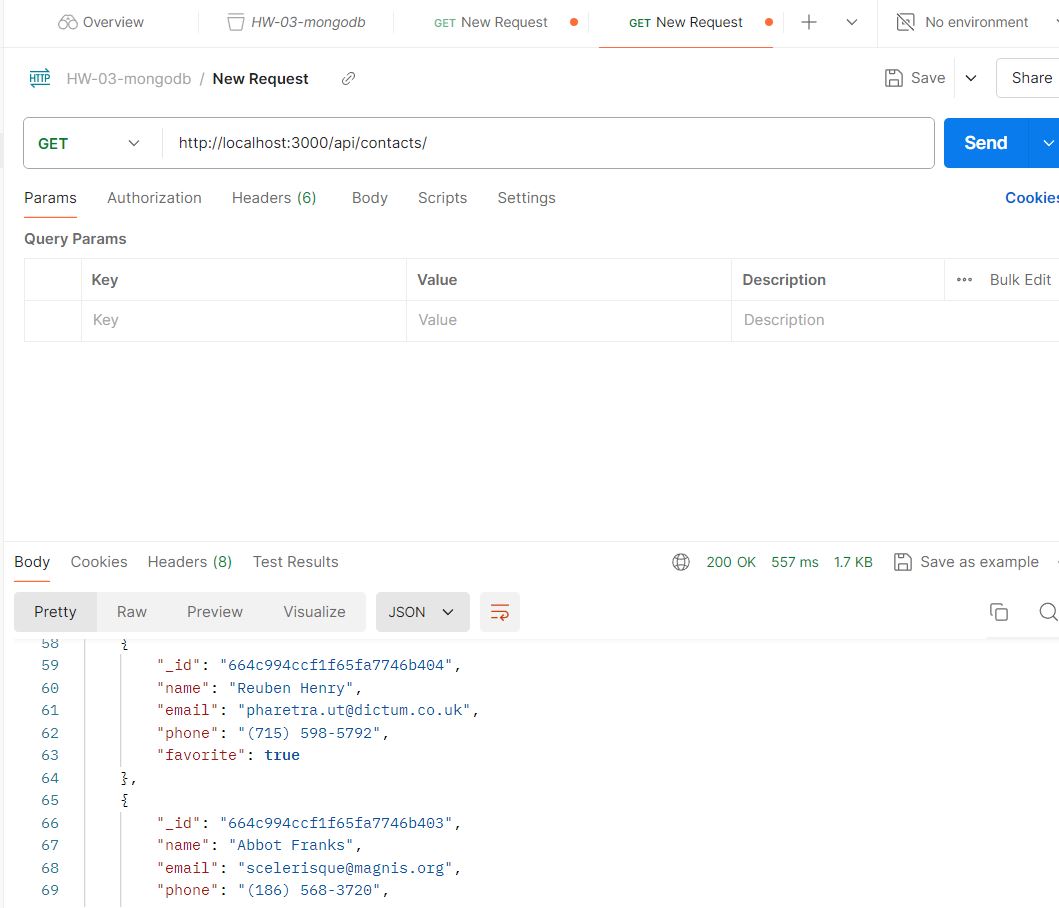 Overview HW-03-mongodb GET New Request GET New Request No environment
HTTP HW-03-mongodb / New Request Save Share
GET http://localhost:3000/api/contacts/ Send
Params Authorization Headers (6) Body Scripts Settings Cookies
Query Params
Key Value Description Bulk Edit
Key Value Description
Body Cookies Headers (8) Test Results 200 OK 557 ms 1.7 KB Save as example
Pretty Raw Preview Visualize JSON
58 {
59 "_id": "664c994ccf1f65fa7746b404",
60 "name": "Reuben Henry",
61 "email": "pharetra.ut@dictum.co.uk",
62 "phone": "(715) 598-5792",
63 "favorite": true
64 },
65 {
66 "_id": "664c994ccf1f65fa7746b403",
67 "name": "Abbot Franks",
68 "email": "scelerisque@magnis.org",
69 "phone": "(186) 568-3720",